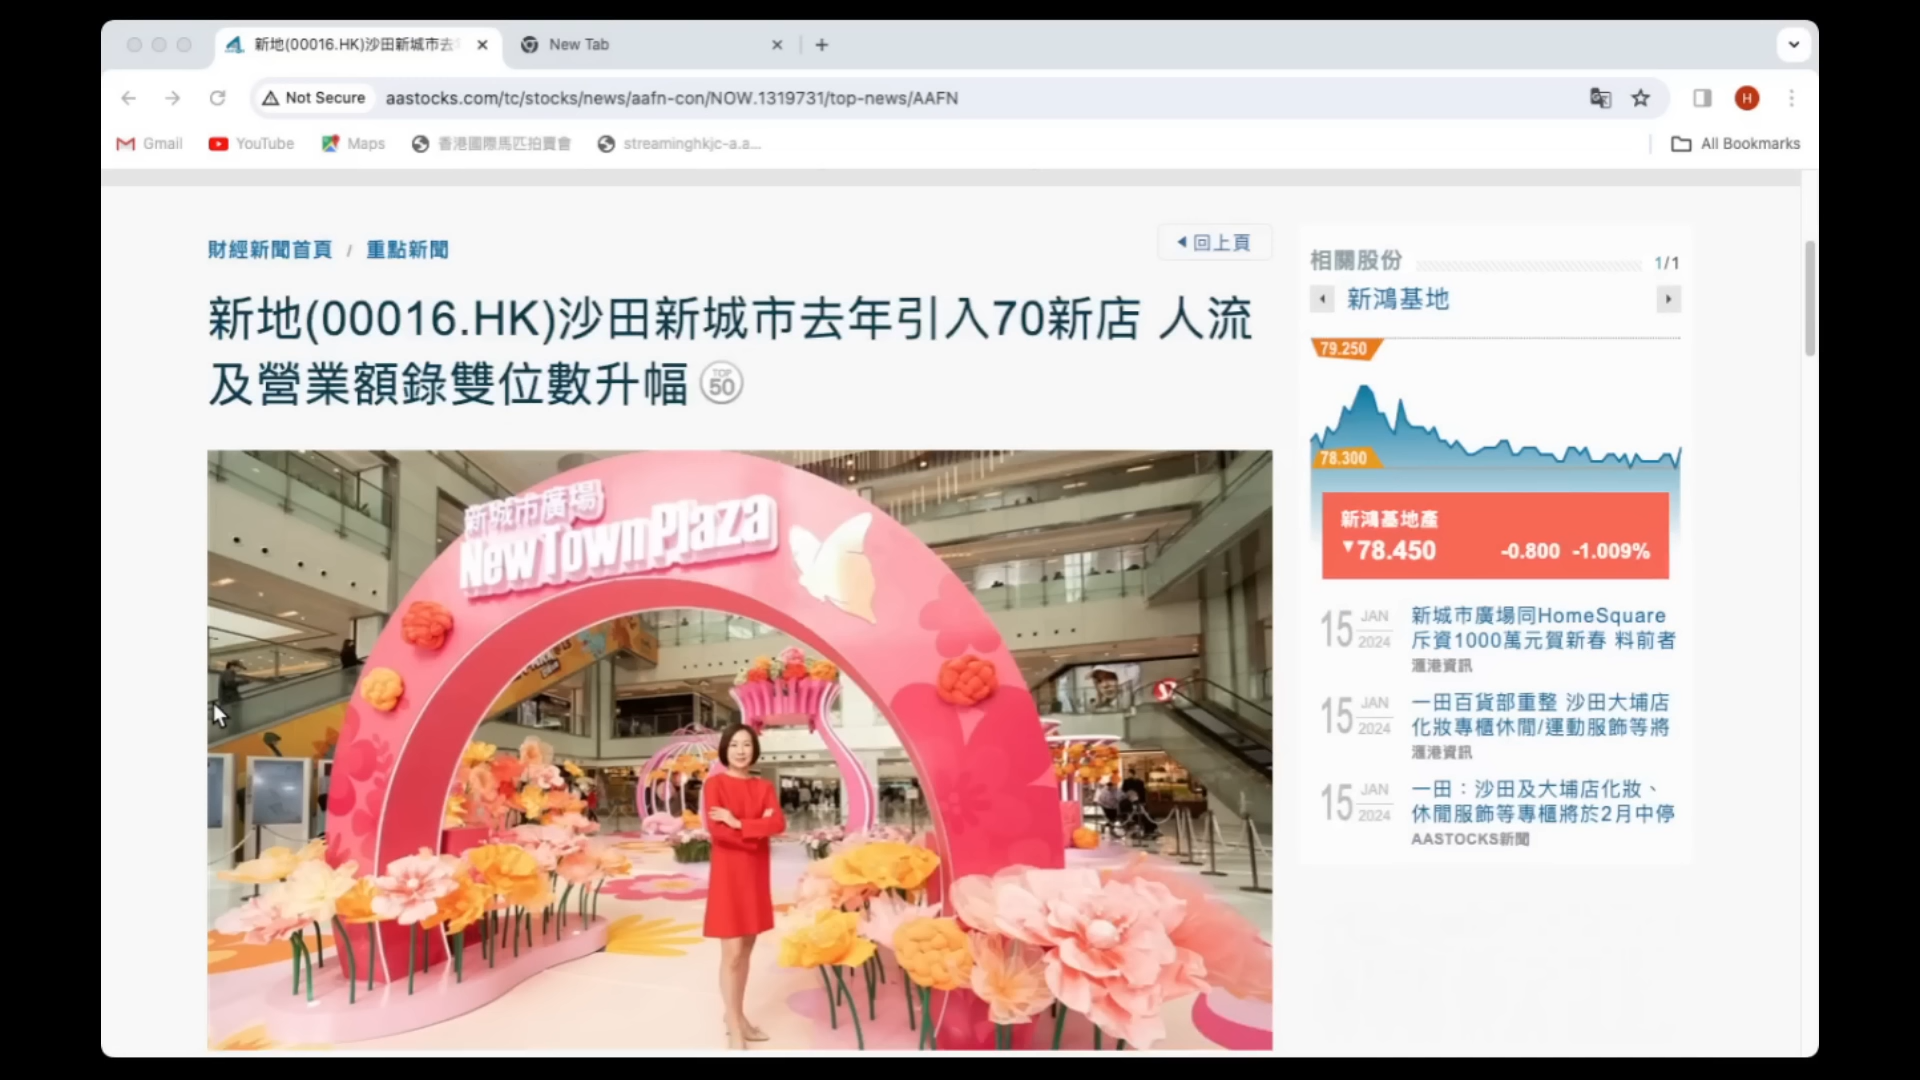 新地(00016.HK)沙田新城市去
New Tab
Not Secure
aastocks.com/tc/stocks/news/aafn-con/NOW.1319731/top-news/AAFN
H
Gmail
YouTube
Maps
香港國際馬匹拍賣會
streaminghkjc-a.a...
All Bookmarks
財經新聞首頁 / 重點新聞
回上頁
新地(00016.HK)沙田新城市去年引入70新店 人流
及營業額錄雙位數升幅
TOP
50
新城市廣場
New Town Plaza
相關股份
1/1
新鴻基地
79.250
78.300
新鴻基地產
▼78.450 -0.800 -1.009%
15 JAN 2024
新城市廣場同HomeSquare
斥資1000萬元賀新春 料前者
滙港資訊
15 JAN 2024
一田百貨部重整 沙田大埔店
化妝專櫃休閒/運動服飾等將
滙港資訊
15 JAN 2024
一田：沙田及大埔店化妝、
休閒服飾等專櫃將於2月中停
AASTOCKS新聞